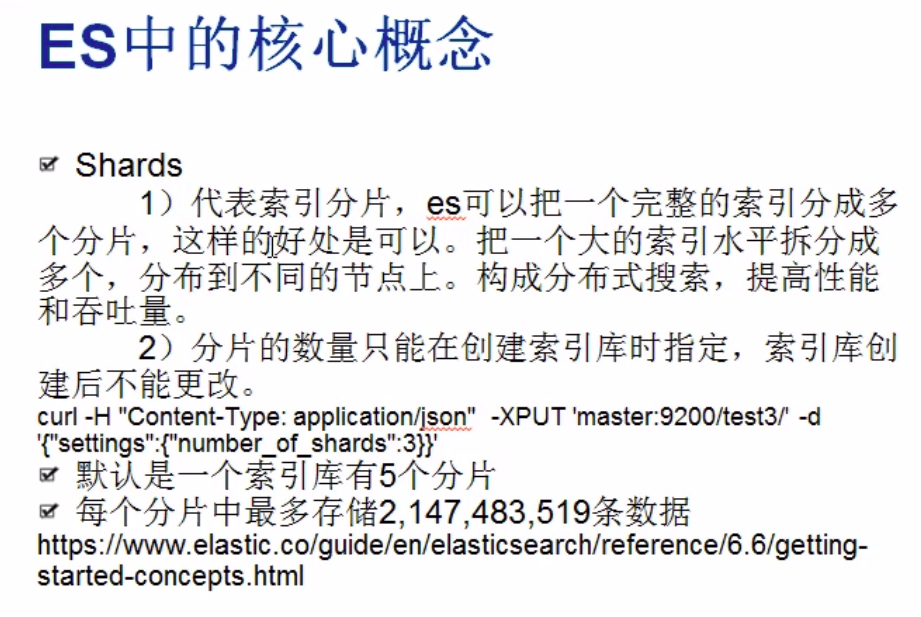 ES中的核心概念
Shards
1）代表索引分片，es可以把一个完整的索引分成多
个分片，这样的好处是可以。把一个大的索引水平拆分成
多个，分布到不同的节点上。构成分布式搜索，提高性能
和吞吐量。
2）分片的数量只能在创建索引库时指定，索引库创
建后不能更改。
curl -H "Content-Type: application/json"  -XPUT 'master:9200/test3/' -d
'{"settings":{"number_of_shards":3}}'
默认是一个索引库有5个分片
每个分片中最多存储2,147,483,519条数据
https://www.elastic.co/guide/en/elasticsearch/reference/6.6/getting-
started-concepts.html